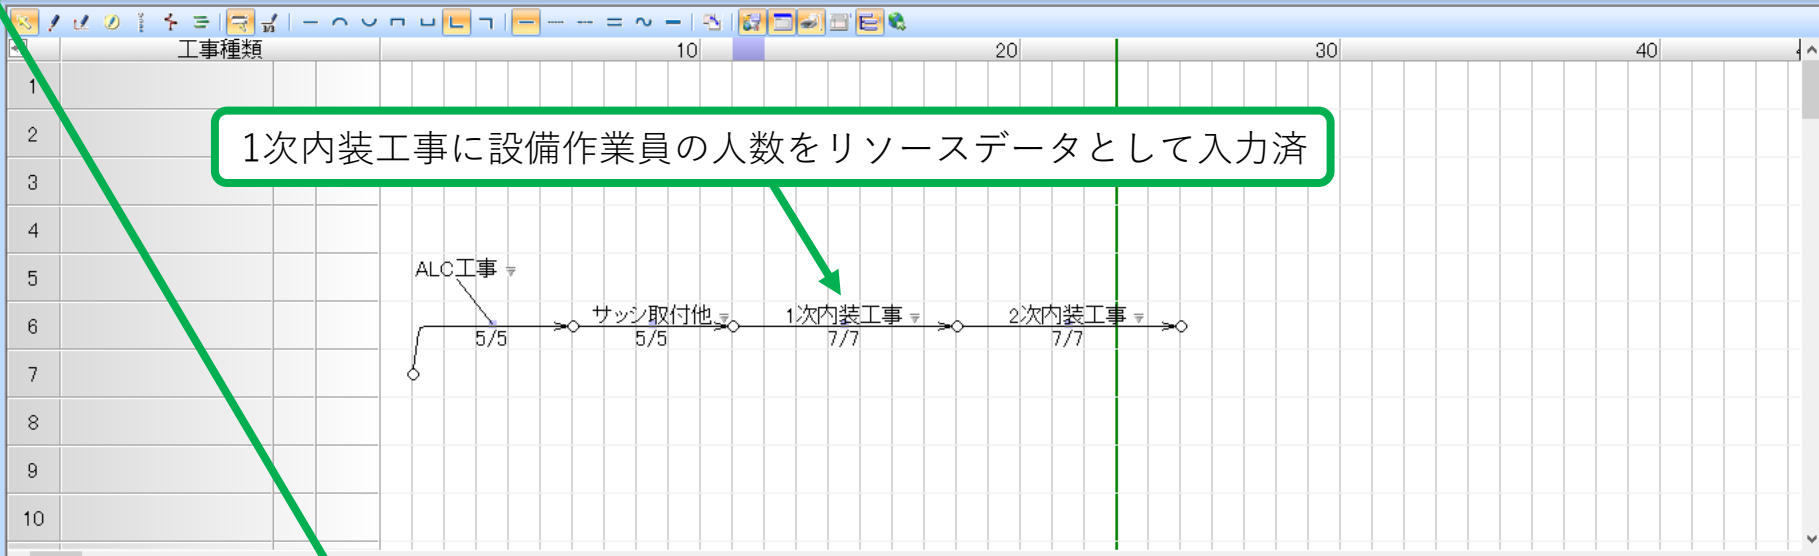 工事種類 10 20 30 40
1
2
1次内装工事に設備作業員の人数をリソースデータとして入力済
3
4
5 ALC工事
6 サッシ取付他 1次内装工事 2次内装工事
5/5 5/5 7/7 7/7
7
8
9
10